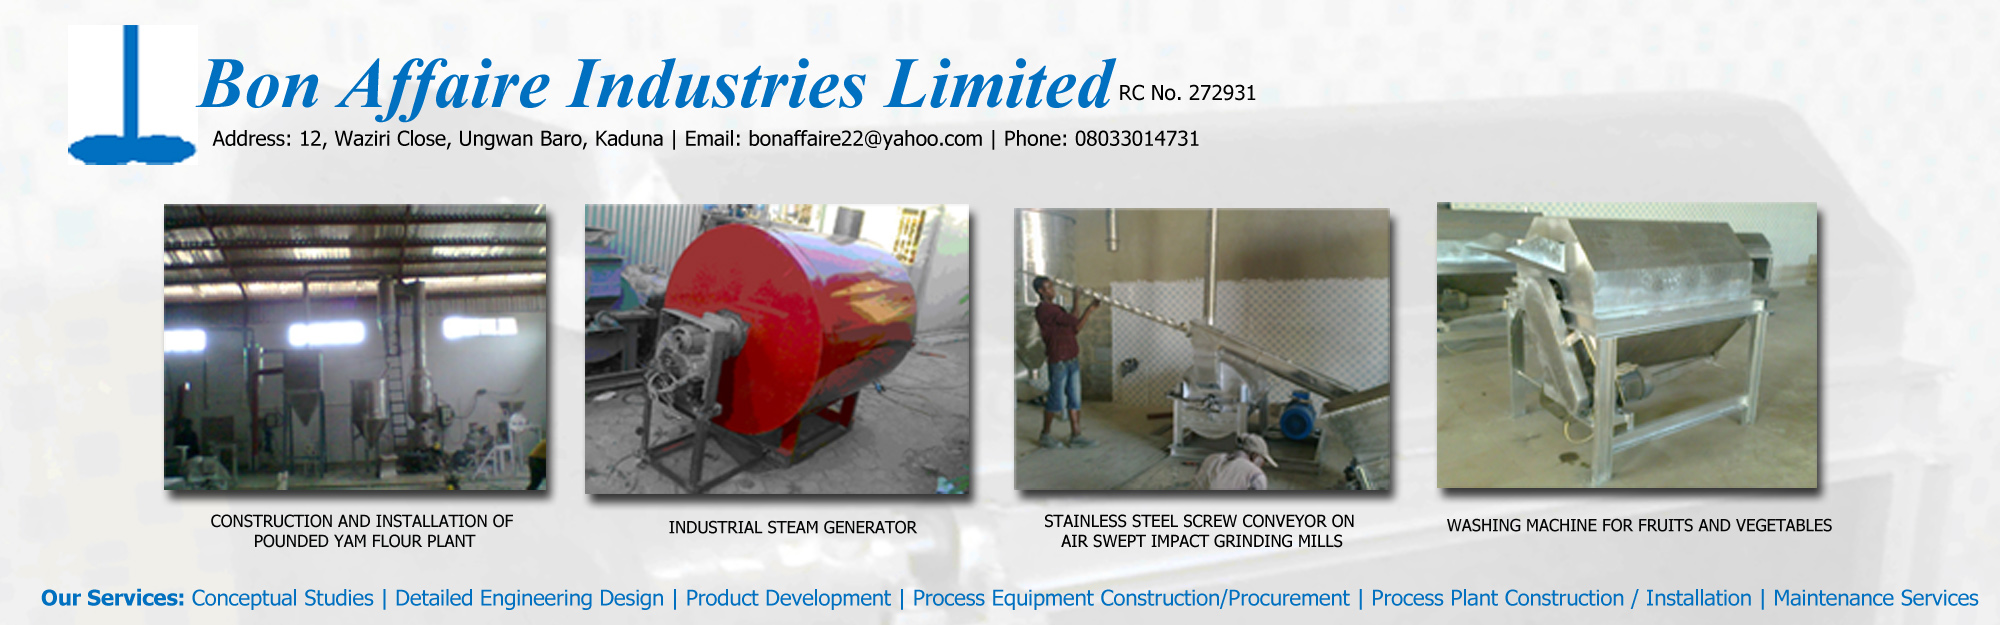 Bon Affaire Industries Limited RC No. 272931
Address: 12, Waziri Close, Ungwan Baro, Kaduna | Email: bonaffaire22@yahoo.com | Phone: 08033014731
CONSTRUCTION AND INSTALLATION OF
POUNDED YAM FLOUR PLANT
INDUSTRIAL STEAM GENERATOR
STAINLESS STEEL SCREW CONVEYOR ON
AIR SWEPT IMPACT GRINDING MILLS
WASHING MACHINE FOR FRUITS AND VEGETABLES
Our Services: Conceptual Studies | Detailed Engineering Design | Product Development | Process Equipment Construction/Procurement | Process Plant Construction / Installation | Maintenance Services